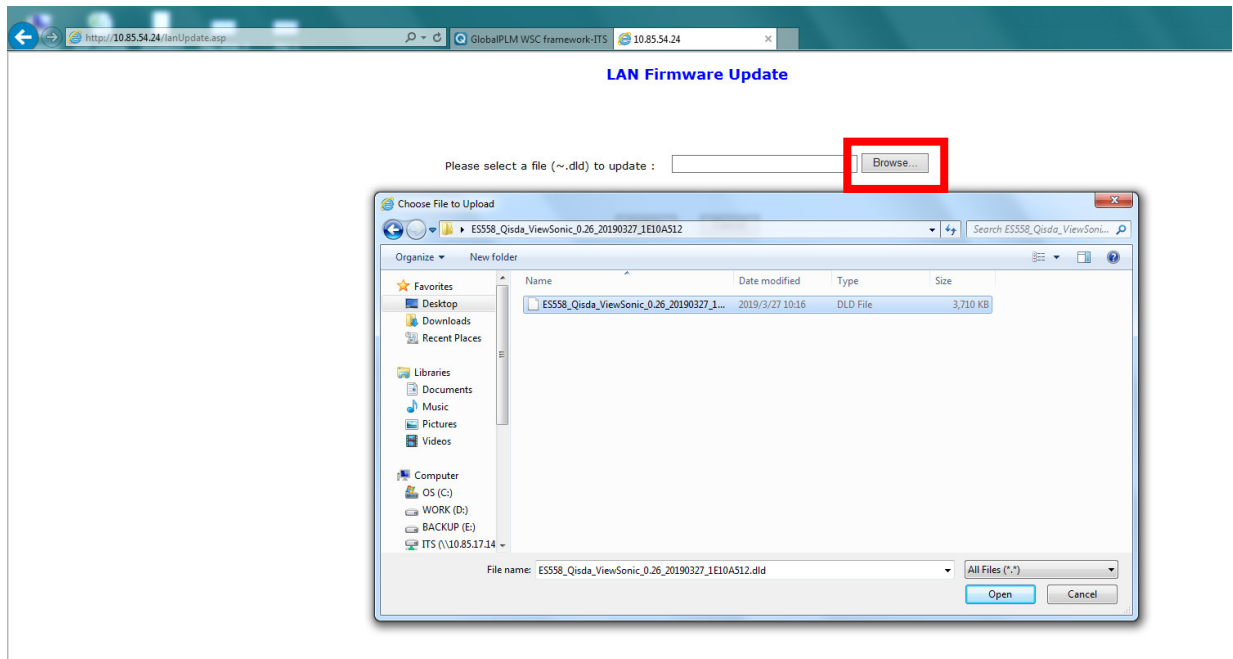 http://10.85.54.24/lanUpdate.asp
GlobalPLM WSC framework-ITS
10.85.54.24
LAN Firmware Update
Please select a file (~.dld) to update :
Browse...
Choose File to Upload
ES558_Qisda_ViewSonic_0.26_20190327_1E10A512
Search ES558_Qisda_ViewSoni...
Organize
New folder
Favorites
Desktop
Downloads
Recent Places
Libraries
Documents
Music
Pictures
Videos
Computer
OS (C:)
WORK (D:)
BACKUP (E:)
ITS (\\10.85.17.14
Name Date modified Type Size
ES558_Qisda_ViewSonic_0.26_20190327_1... 2019/3/27 10:16 DLD File 3,710 KB
File name: ES558_Qisda_ViewSonic_0.26_20190327_1E10A512.dld
All Files (*.*)
Open Cancel